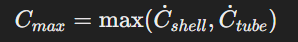 C_{max} = max(Ċ_{shell}, Ċ_{tube})